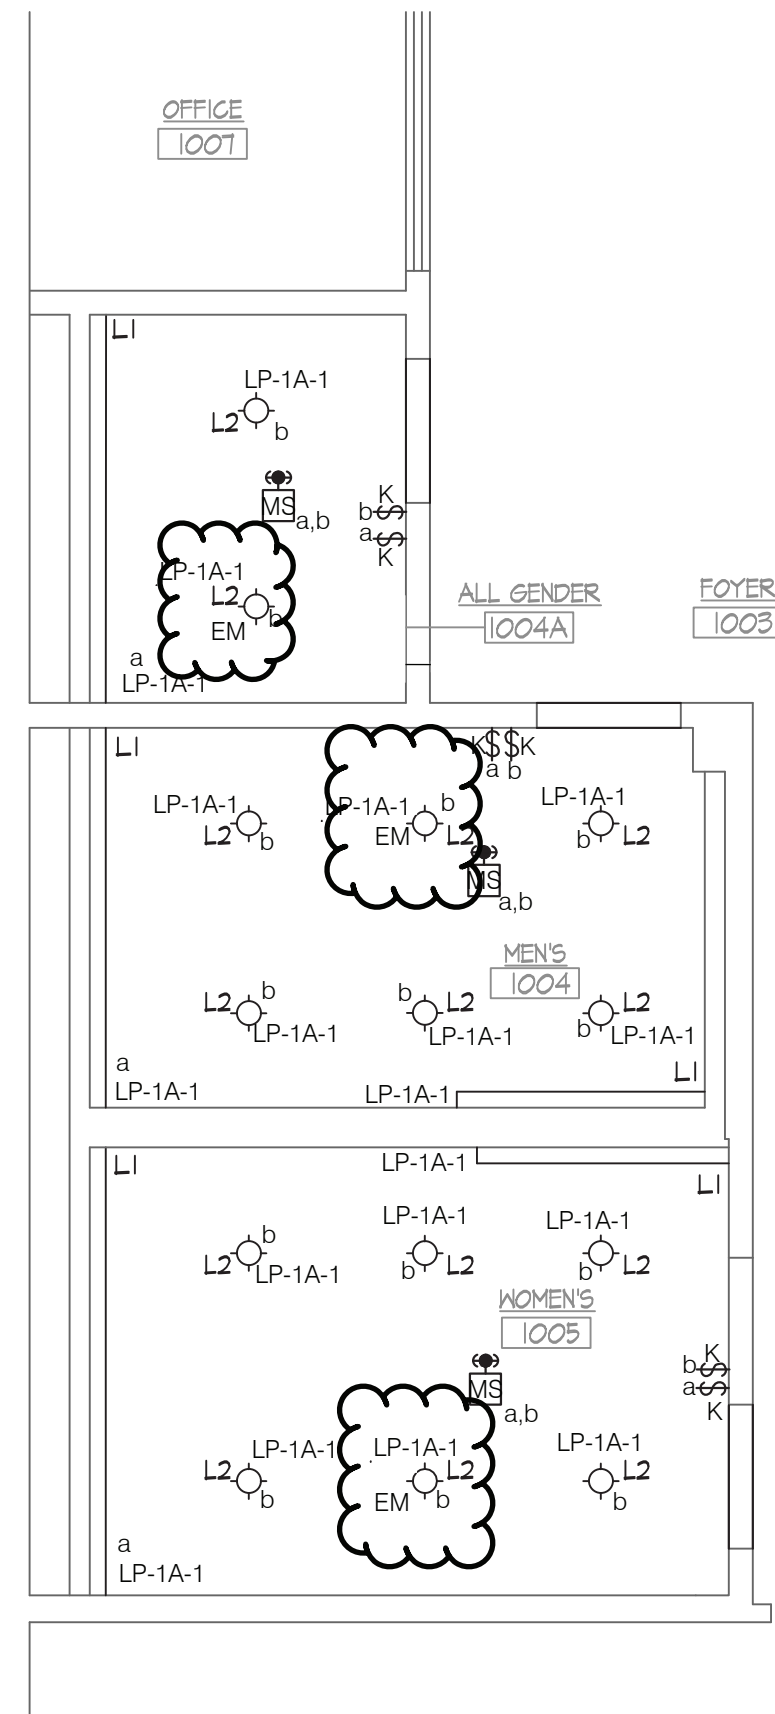 OFFICE
1007
L1
LP-1A-1
L2
b
MS
a,b
K
b $
a $
K
LP-1A-1
L2
b
EM
a
LP-1A-1
ALL GENDER
1004A
FOYER
1003
L1
K $ $ K
a b
LP-1A-1
L2
b
LP-1A-1
b
EM
L2
LP-1A-1
b
L2
MS
a,b
MEN'S
1004
L2
b
LP-1A-1
b
L2
LP-1A-1
L2
b
LP-1A-1
a
LP-1A-1
LP-1A-1
L1
L1
LP-1A-1
L1
b
L2
LP-1A-1
LP-1A-1
b
L2
LP-1A-1
b
L2
WOMEN'S
1005
K
b $
a $
K
MS
a,b
LP-1A-1
L2
b
LP-1A-1
L2
EM
b
LP-1A-1
L2
b
a
LP-1A-1